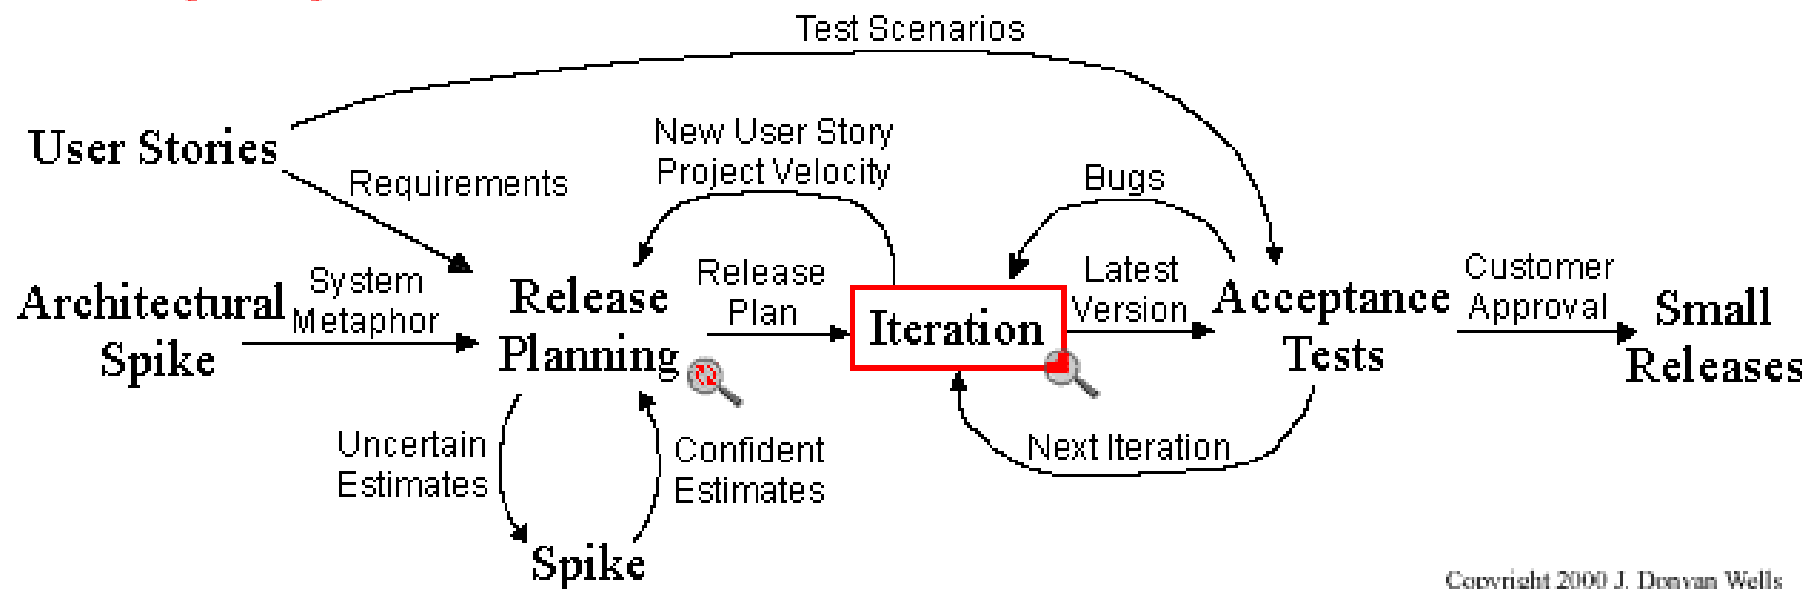 Test Scenarios
User Stories
Requirements
New User Story
Project Velocity
Bugs
Architectural
Spike
System
Metaphor
Release
Planning
Release
Plan
Iteration
Latest
Version
Acceptance
Tests
Customer
Approval
Small
Releases
Uncertain
Estimates
Confident
Estimates
Next Iteration
Spike
Copyright 2000 J. Donvan Wells